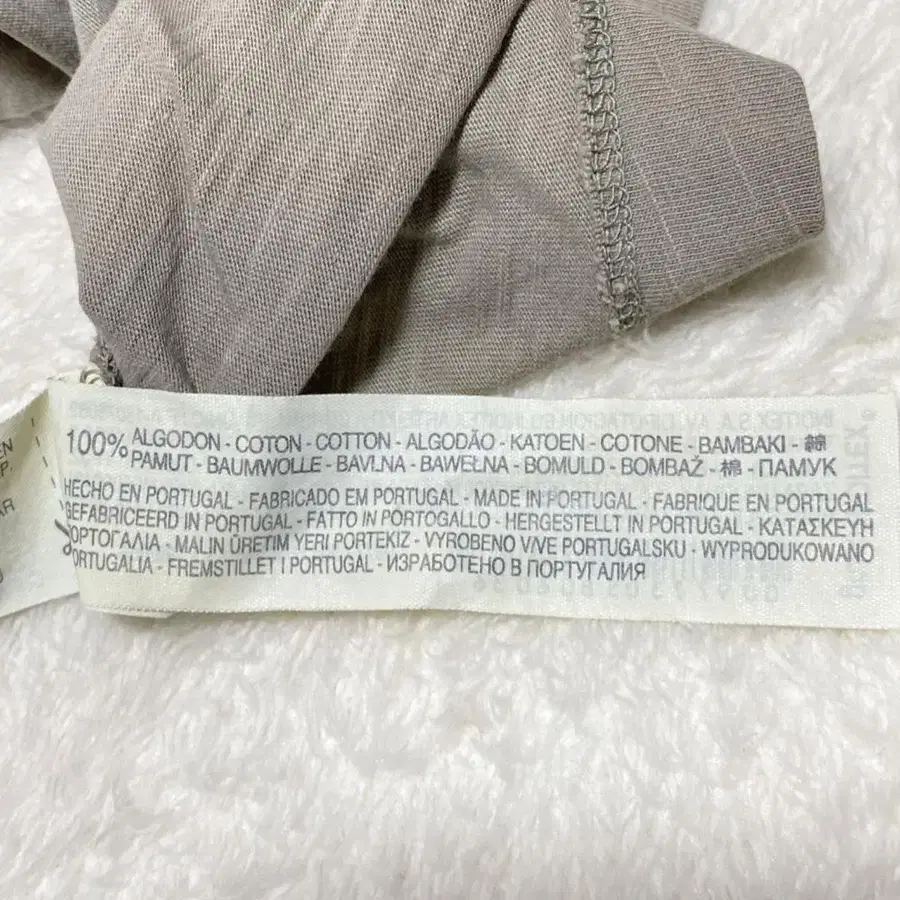 100% ALGODON - COTON - COTTON - ALGODÃO - KATOEN - COTONE - BAMBAKI - 綿
PAMUT - BAUMWOLLE - BAVLNA - BAWEŁNA - BOMULD - BOMBAŽ - 棉 - ПАМУК
HECHO EN PORTUGAL - FABRICADO EM PORTUGAL - MADE IN PORTUGAL - FABRIQUE EN PORTUGAL
GEFABRICEERD IN PORTUGAL - FATTO IN PORTOGALLO - HERGESTELLT IN PORTUGAL - ΚΑΤΑΣΚΕΥΗ
ΟΡΤΟΓΑΛΙΑ - MALIN ÜRETIM YERI PORTEKIZ - VYROBENO V/VE PORTUGALSKU - WYPRODUKOWANO
ORTUGALIA - FREMSTILLET I PORTUGAL - ИЗРАБОТЕНО В ПОРТУГАЛИЯ